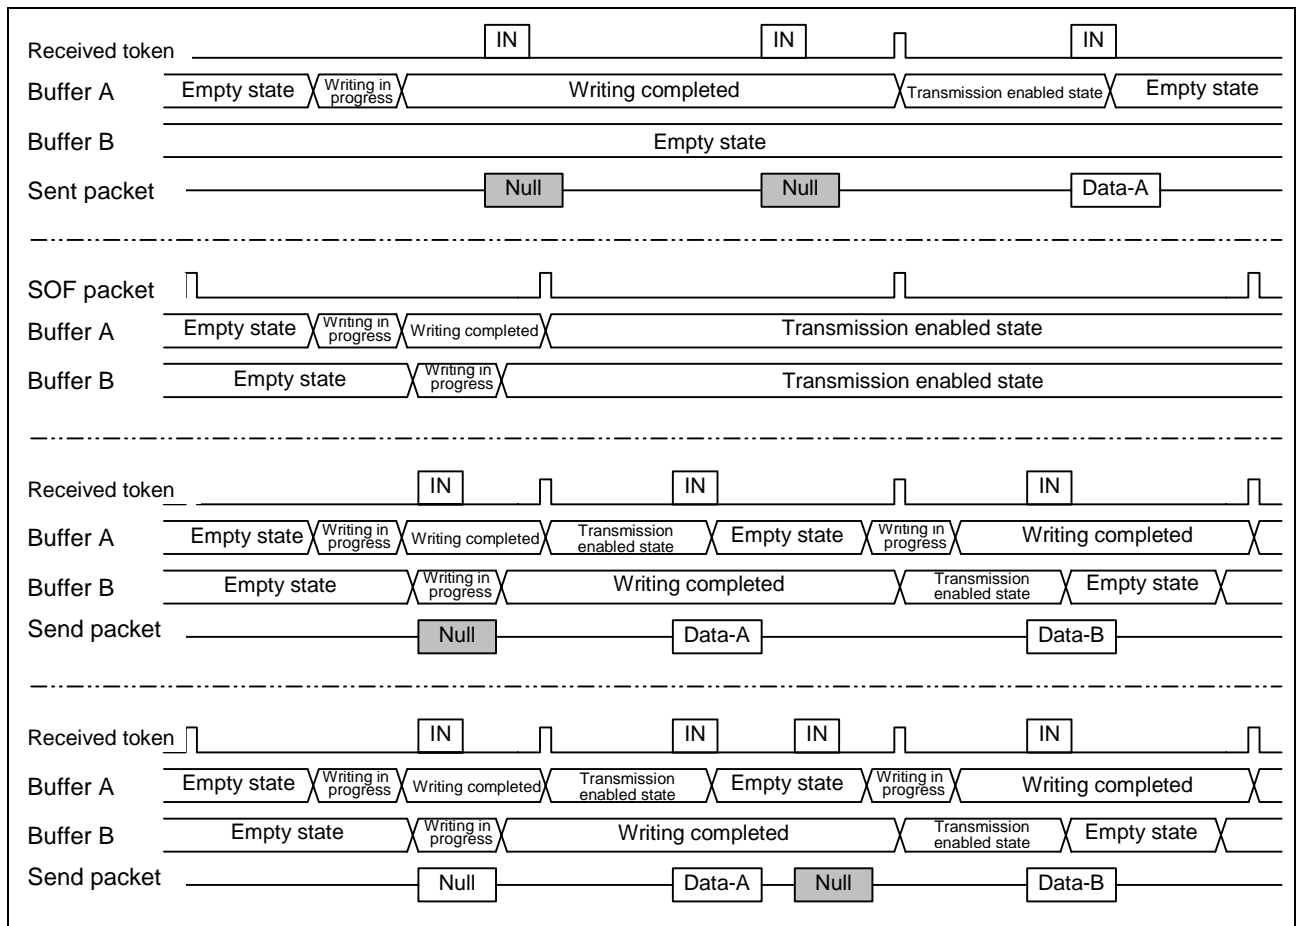 IN IN IN
Received token
Buffer A Empty state Writing in progress Writing completed Transmission enabled state Empty state
Buffer B Empty state
Sent packet Null Null Data-A
SOF packet
Buffer A Empty state Writing in progress Writing completed Transmission enabled state
Buffer B Empty state Writing in progress Transmission enabled state
Received token IN IN IN
Buffer A Empty state Writing in progress Writing completed Transmission enabled state Empty state Writing in progress Writing completed
Buffer B Empty state Writing in progress Writing completed Transmission enabled state Empty state
Send packet Null Data-A Data-B
Received token IN IN IN IN
Buffer A Empty state Writing in progress Writing completed Transmission enabled state Empty state Writing in progress Writing completed
Buffer B Empty state Writing in progress Writing completed Transmission enabled state Empty state
Send packet Null Data-A Null Data-B